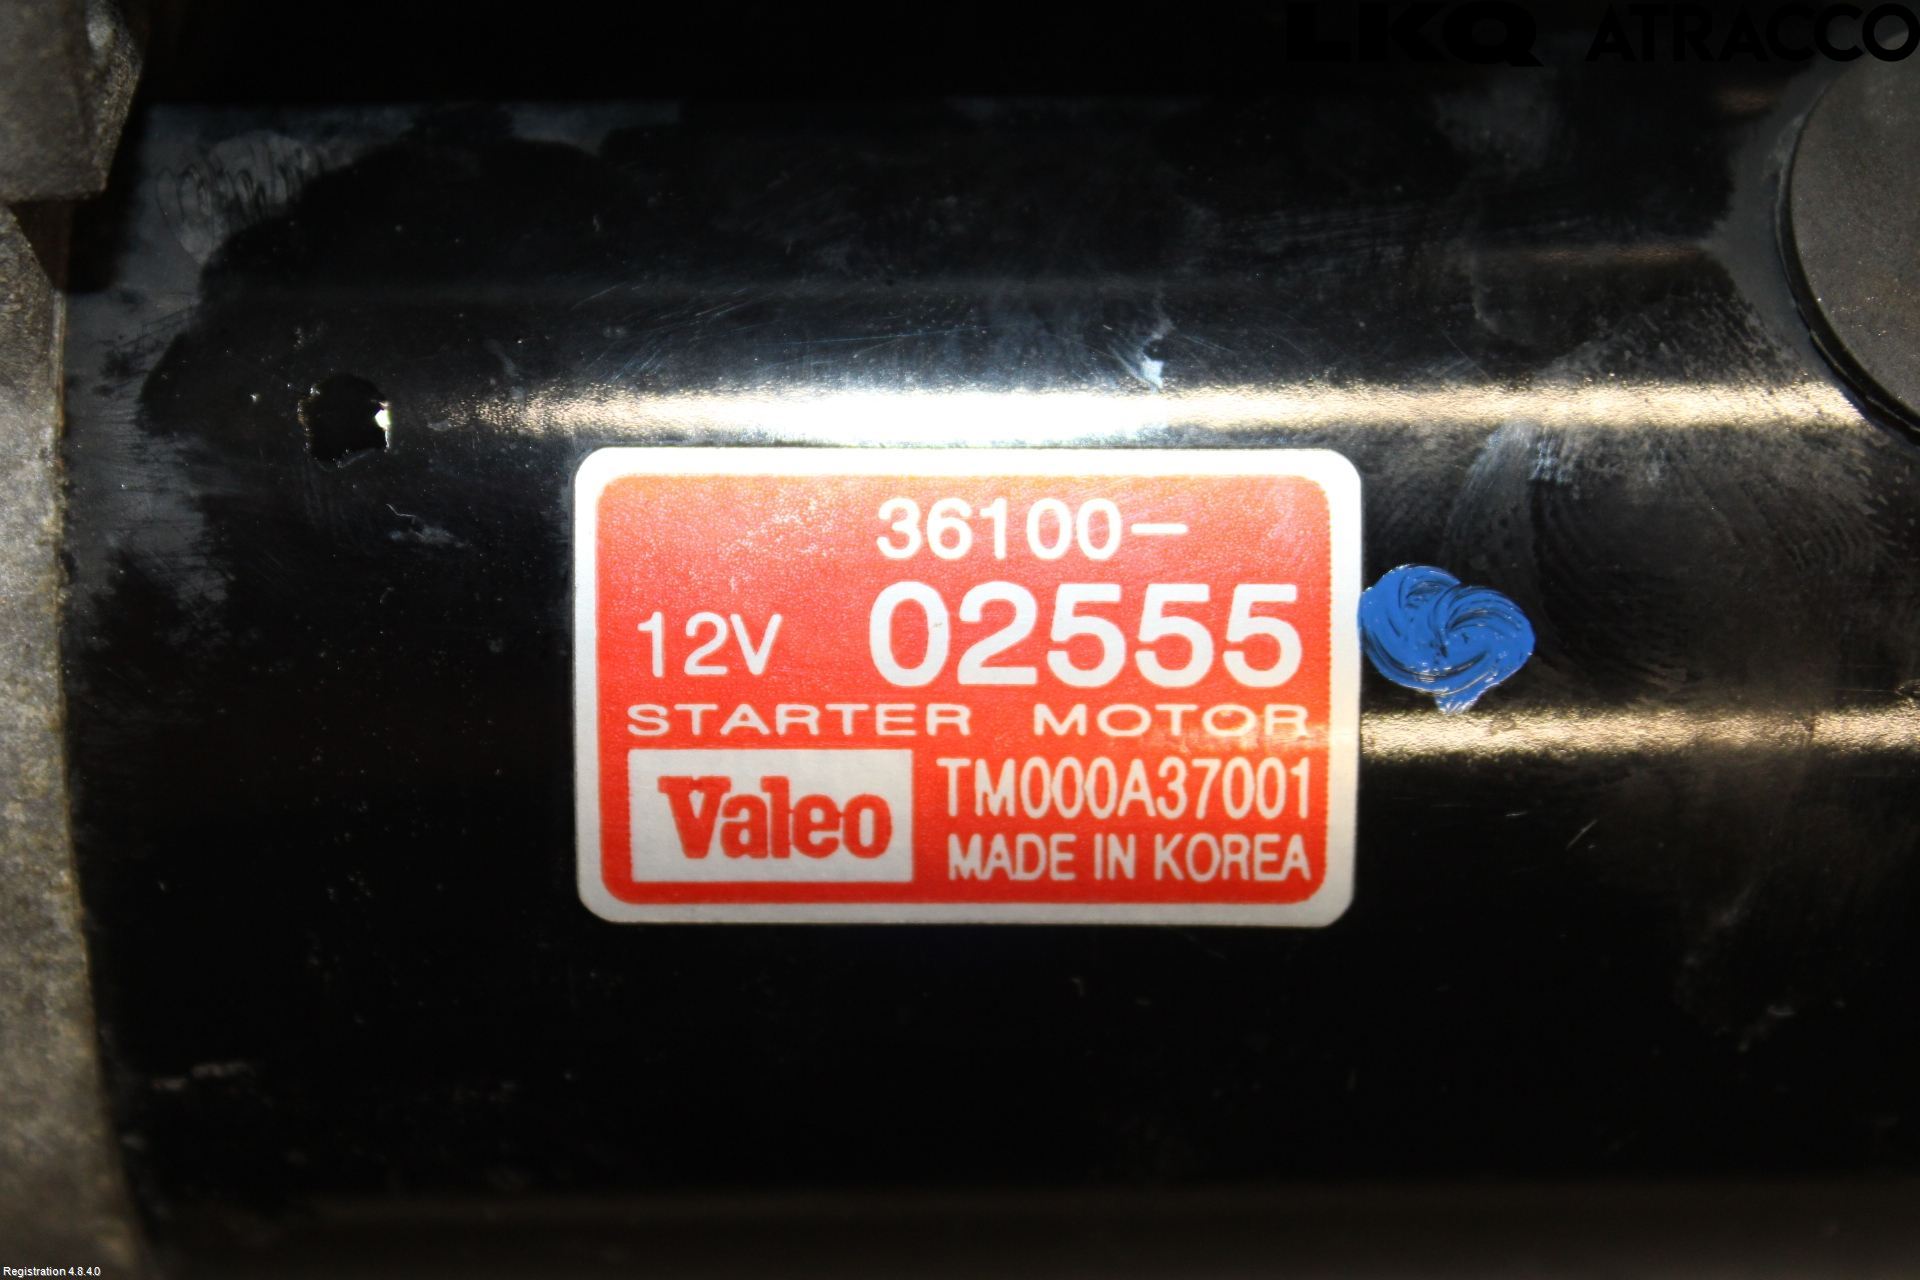 LKQ ATRACCO
36100-
12V 02555
STARTER MOTOR
Valeo TM000A37001
MADE IN KOREA
Registration 4.8.4.0